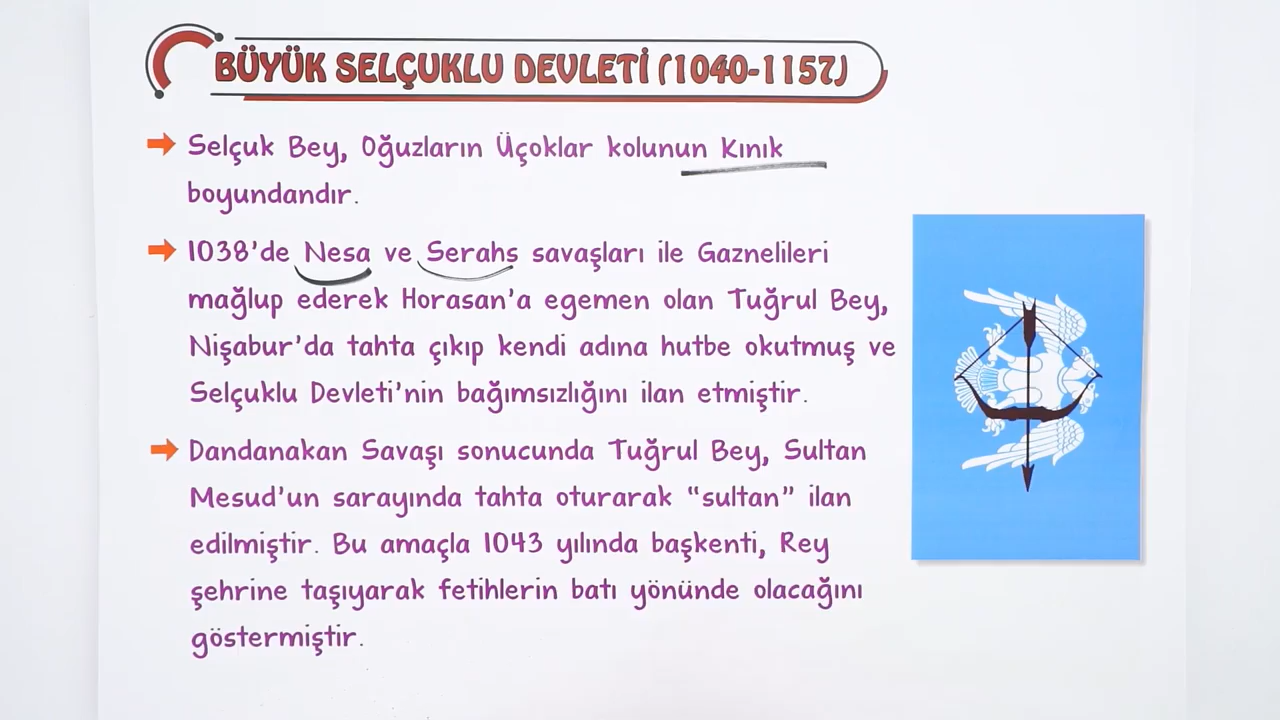 BÜYÜK SELÇUKLU DEVLETİ (1040-1157)
Selçuk Bey, Oğuzların Üçoklar kolunun Kınık
boyundandır.
1038'de Nesa ve Serahs savaşları ile Gaznelileri
mağlup ederek Horasan'a egemen olan Tuğrul Bey,
Nişabur'da tahta çıkıp kendi adına hutbe okutmuş ve
Selçuklu Devleti'nin bağımsızlığını ilan etmiştir.
Dandanakan Savaşı sonucunda Tuğrul Bey, Sultan
Mesud'un sarayında tahta oturarak "sultan" ilan
edilmiştir. Bu amaçla 1043 yılında başkenti, Rey
şehrine taşıyarak fetihlerin batı yönünde olacağını
göstermiştir.